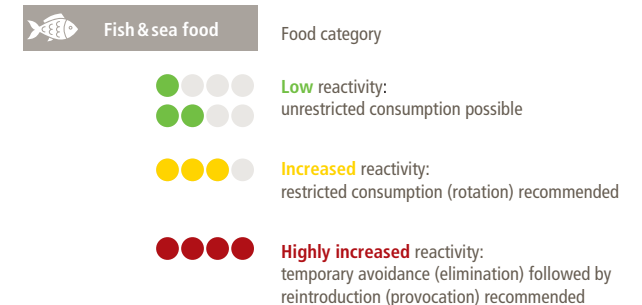 Fish & sea food
Food category
Low reactivity:
unrestricted consumption possible
Increased reactivity:
restricted consumption (rotation) recommended
Highly increased reactivity:
temporary avoidance (elimination) followed by
reintroduction (provocation) recommended